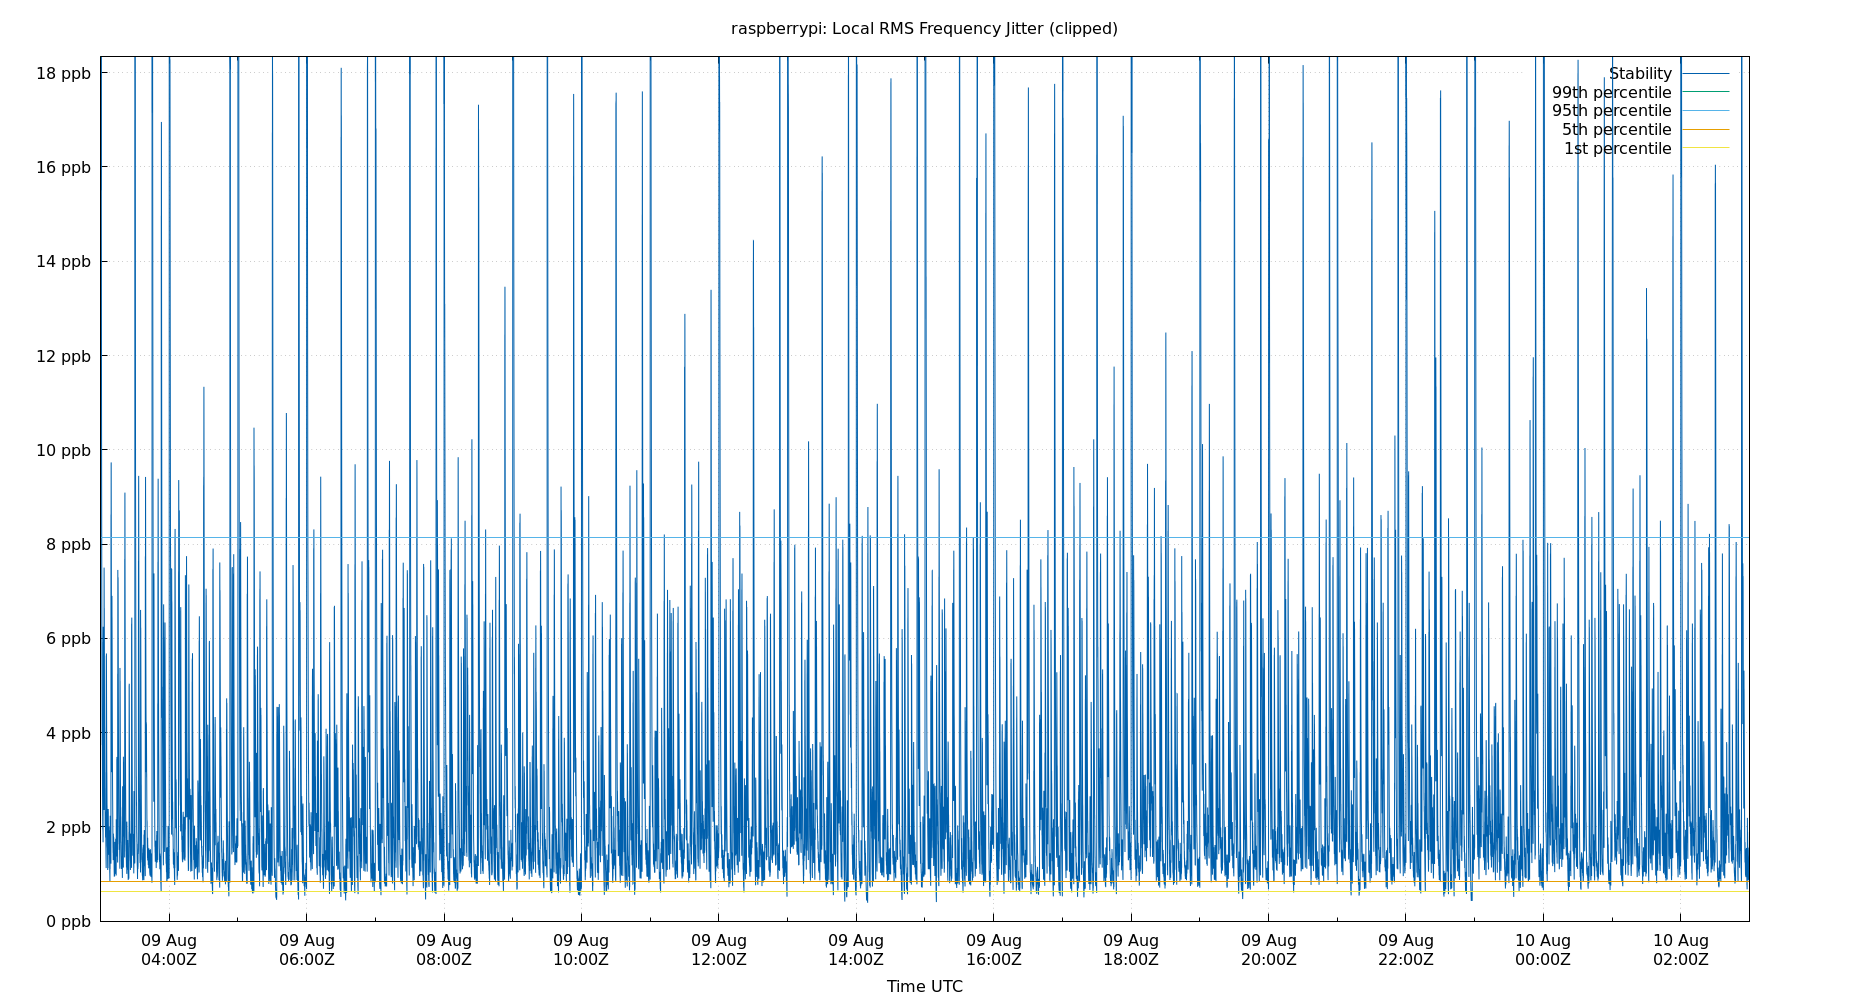 raspberrypi: Local RMS Frequency Jitter (clipped)
18 ppb
16 ppb
14 ppb
12 ppb
10 ppb
8 ppb
6 ppb
4 ppb
2 ppb
0 ppb
Stability
99th percentile
95th percentile
5th percentile
1st percentile
09 Aug 09 Aug 09 Aug 09 Aug 09 Aug 09 Aug 09 Aug 09 Aug 09 Aug 09 Aug 10 Aug 10 Aug
04:00Z 06:00Z 08:00Z 10:00Z 12:00Z 14:00Z 16:00Z 18:00Z 20:00Z 22:00Z 00:00Z 02:00Z
Time UTC